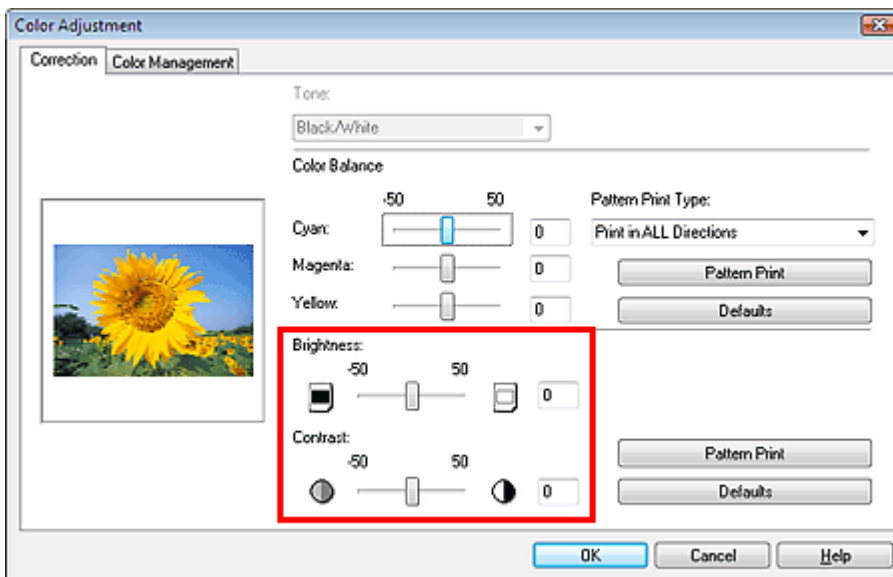 Color Adjustment
Correction Color Management
Tone:
Black/White
Color Balance
-50 50
Cyan: 0
Magenta: 0
Yellow: 0
Pattern Print Type:
Print in ALL Directions
Pattern Print
Defaults
Brightness:
-50 50
0
Contrast:
-50 50
0
Pattern Print
Defaults
OK Cancel Help